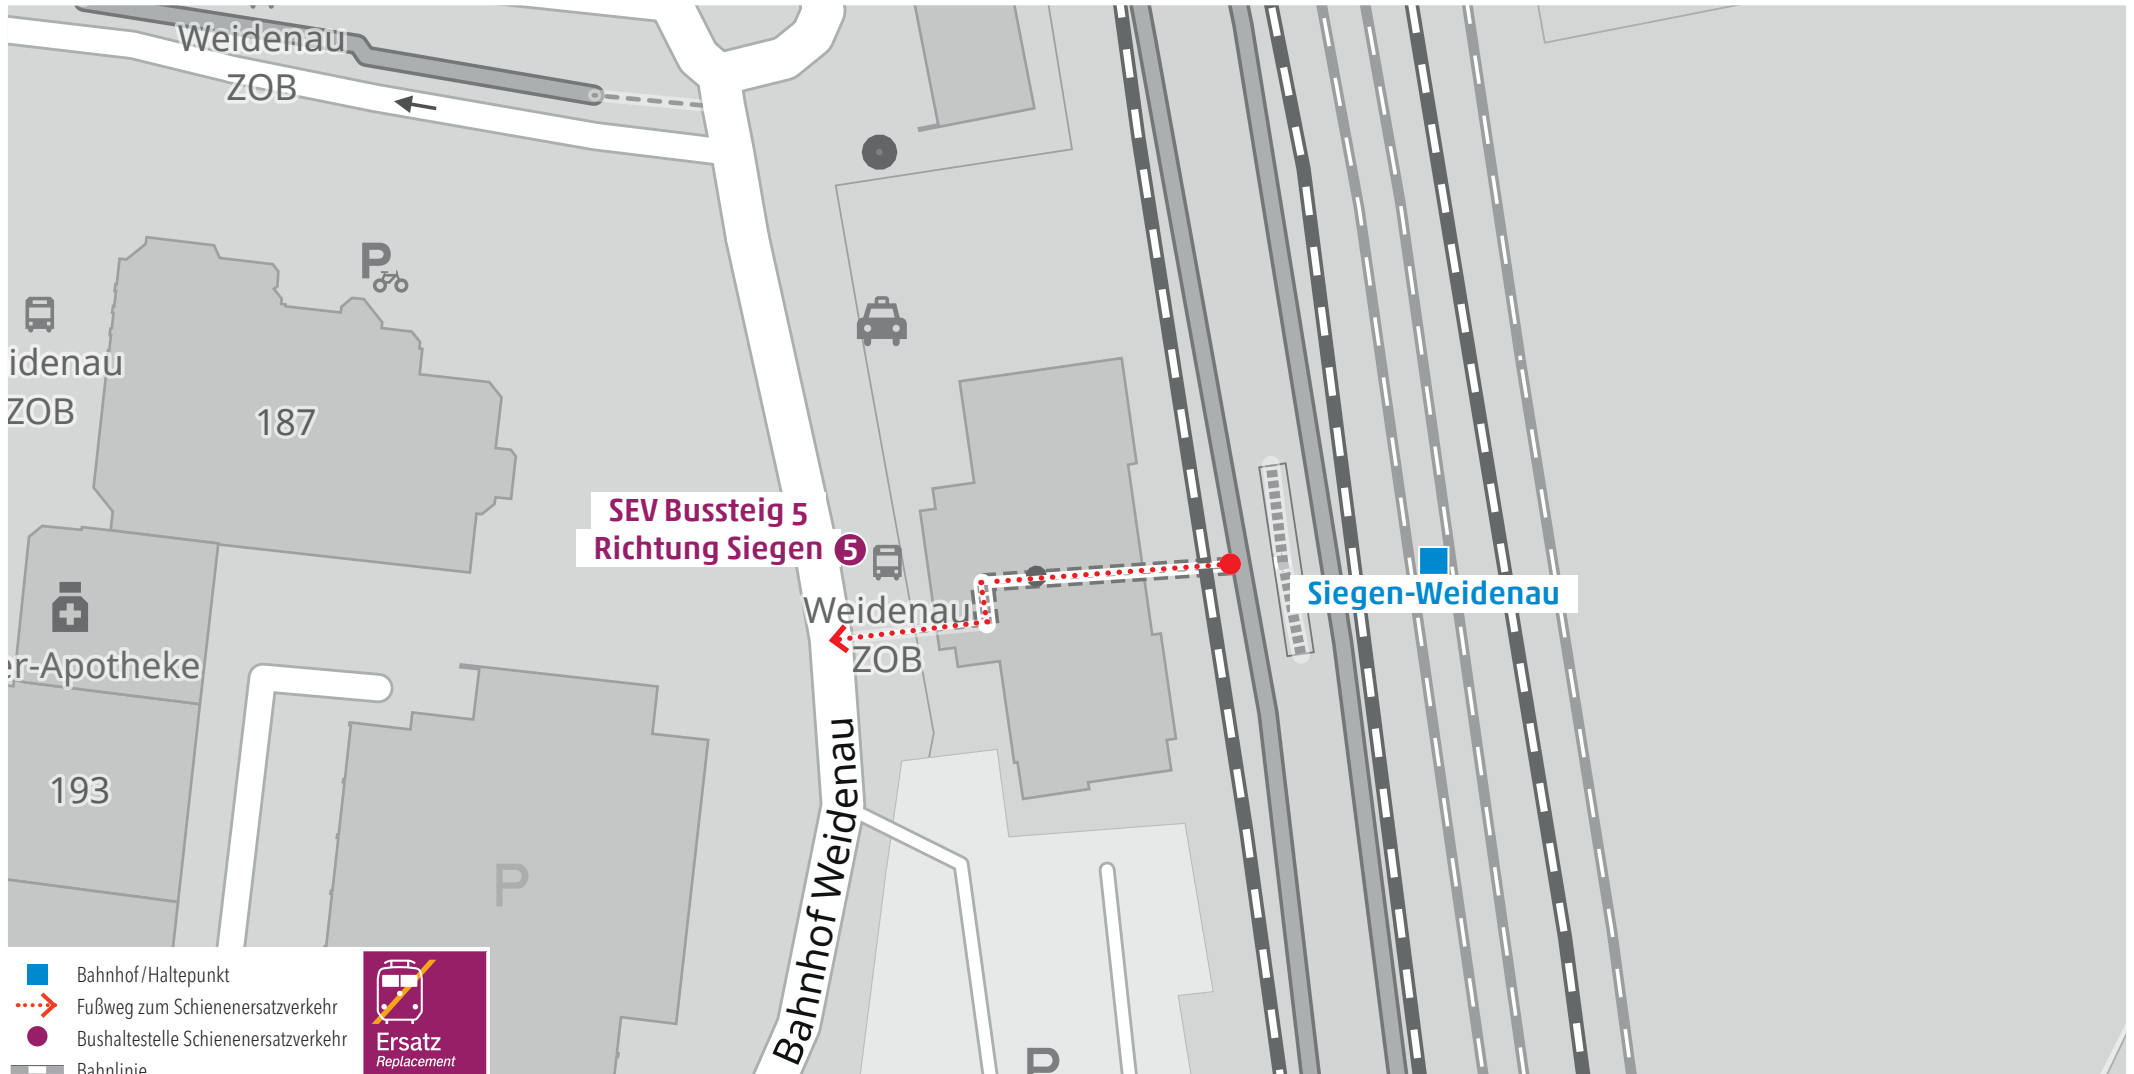 Weidenau
ZOB
P
idenau
ZOB
187
SEV Bussteig 5
Richtung Siegen 5
Siegen-Weidenau
Weidenau
ZOB
er-Apotheke
193
P
Bahnhof Weidenau
P
Bahnhof/Haltepunkt
Fußweg zum Schienenersatzverkehr
Bushaltestelle Schienenersatzverkehr
Bahnlinie
Ersatz
Replacement